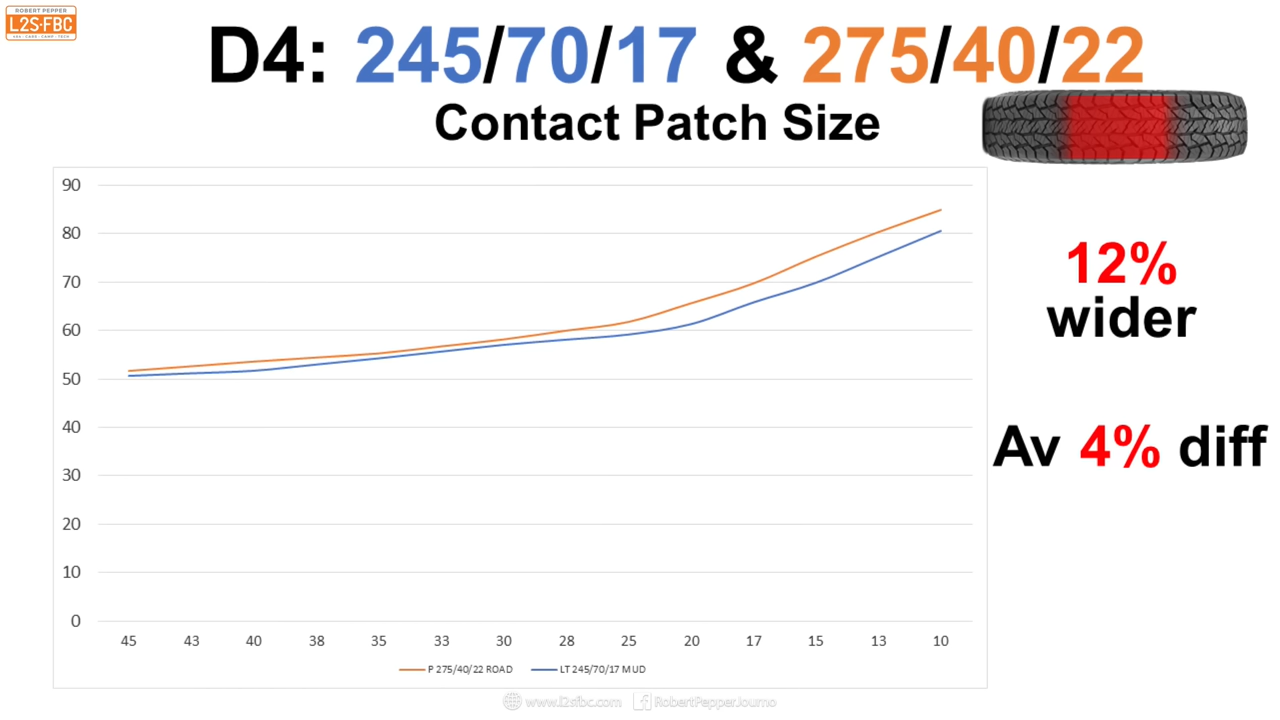 ROBERT PEPPER
L2S·FBC
D4: 245/70/17 & 275/40/22
Contact Patch Size
90
80
70
60
50
40
30
20
10
0
45 43 40 38 35 33 30 28 25 20 17 15 13 10
P 275/40/22 ROAD LT 245/70/17 MUD
12%
wider
Av 4% diff
www.l2sfbc.com RobertPepperJourno